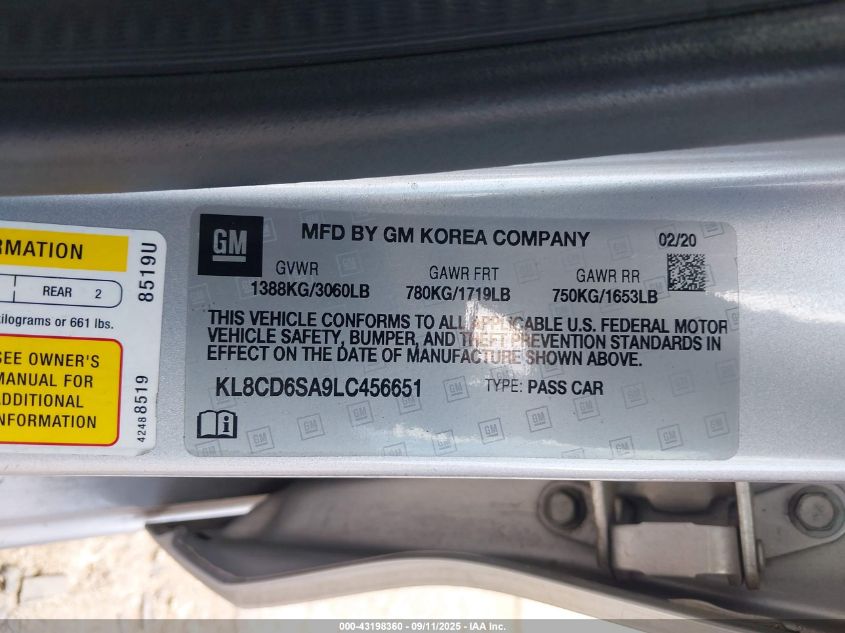 RMATION
REAR 2
kilograms or 661 lbs.
SEE OWNER'S
MANUAL FOR
ADDITIONAL
INFORMATION
8519U
42488519
GM
MFD BY GM KOREA COMPANY
02/20
GVWR GAWR FRT GAWR RR
1388KG/3060LB 780KG/1719LB 750KG/1653LB
THIS VEHICLE CONFORMS TO ALL APPLICABLE U.S. FEDERAL MOTOR
VEHICLE SAFETY, BUMPER, AND THEFT PREVENTION STANDARDS IN
EFFECT ON THE DATE OF MANUFACTURE SHOWN ABOVE.
KL8CD6SA9LC456651 TYPE: PASS CAR
000-43198360 - 09/11/2025 - IAA Inc.